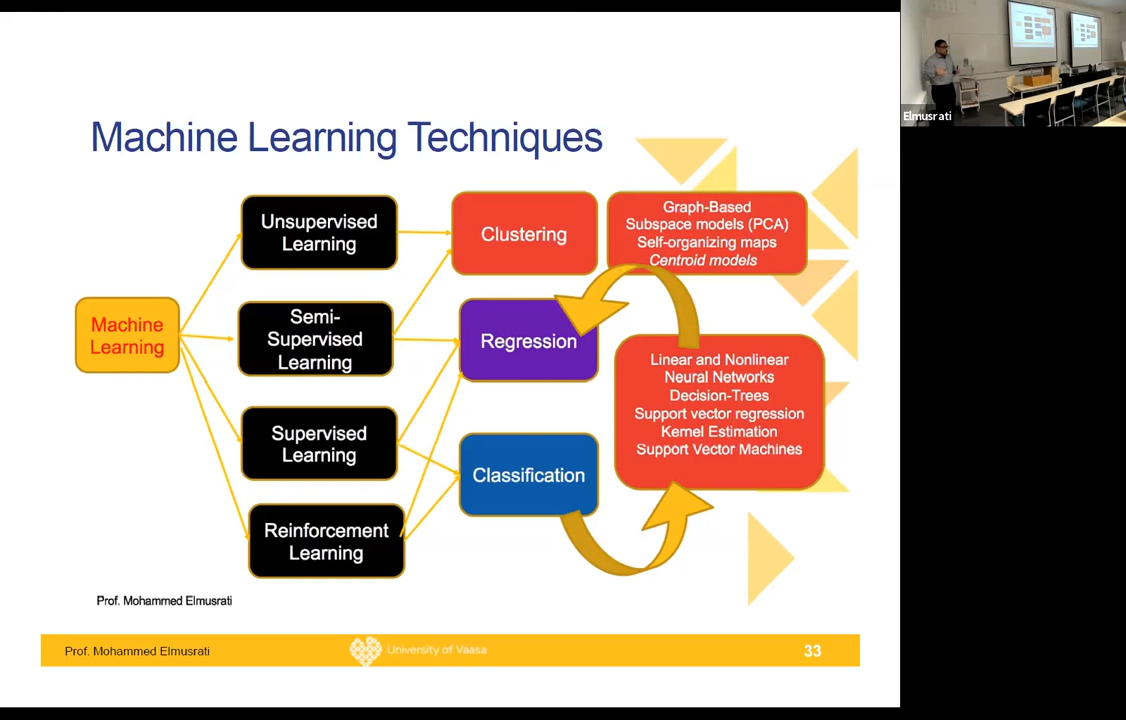 Machine Learning Techniques
Machine
Learning
Unsupervised
Learning
Semi-
Supervised
Learning
Supervised
Learning
Reinforcement
Learning
Clustering
Regression
Classification
Graph-Based
Subspace models (PCA)
Self-organizing maps
Centroid models
Linear and Nonlinear
Neural Networks
Decision-Trees
Support vector regression
Kernel Estimation
Support Vector Machines
Prof. Mohammed Elmusrati
Prof. Mohammed Elmusrati
University of Vaasa
33
Elmusrati